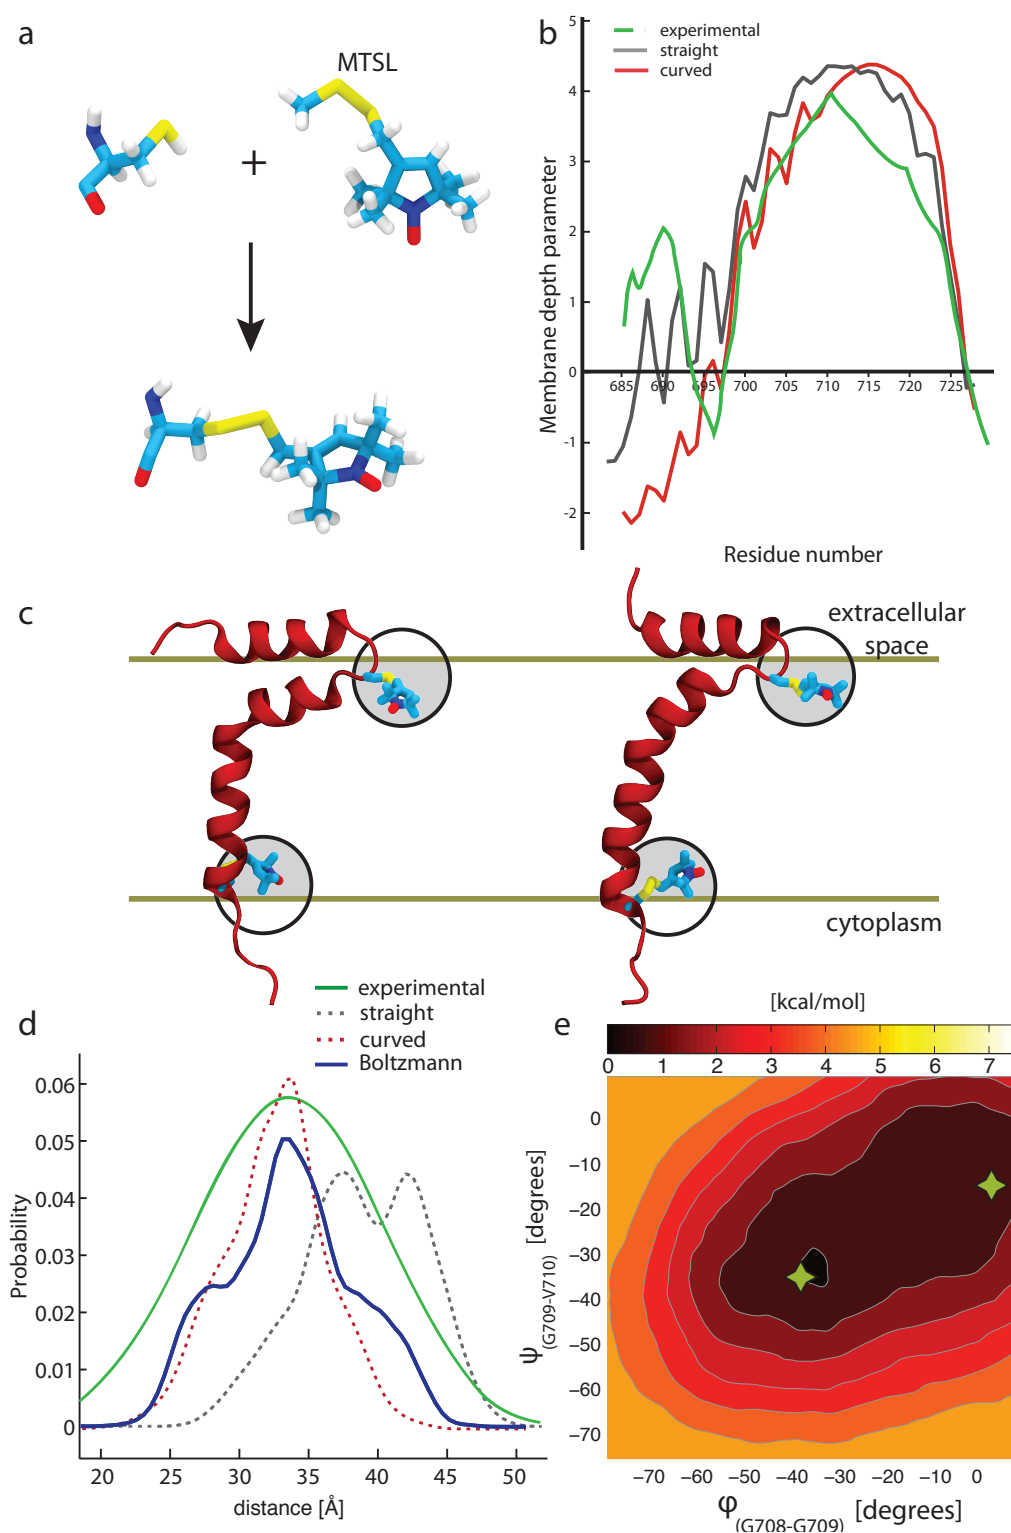 a
MTSL
+
b
experimental
straight
curved
Membrane depth parameter
5
4
3
2
1
0
-1
-2
685 690 695 700 705 710 715 720 725
Residue number
c
extracellular
space
cytoplasm
d
experimental
straight
curved
Boltzmann
Probability
0.06
0.05
0.04
0.03
0.02
0.01
0
20 25 30 35 40 45 50
distance [Å]
e
[kcal/mol]
0 1 2 3 4 5 6 7
ψ(G709-V710) [degrees]
0
−10
−20
−30
−40
−50
−60
−70
−70 −60 −50 −40 −30 −20 −10 0
φ(G708-G709) [degrees]